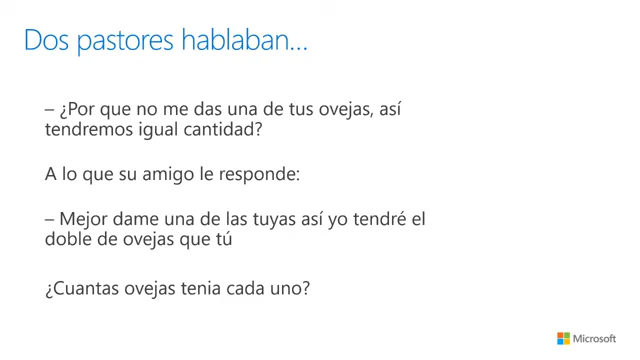 Dos pastores hablaban...
– ¿Por que no me das una de tus ovejas, así
tendremos igual cantidad?
A lo que su amigo le responde:
– Mejor dame una de las tuyas así yo tendré el
doble de ovejas que tú
¿Cuantas ovejas tenia cada uno?
Microsoft